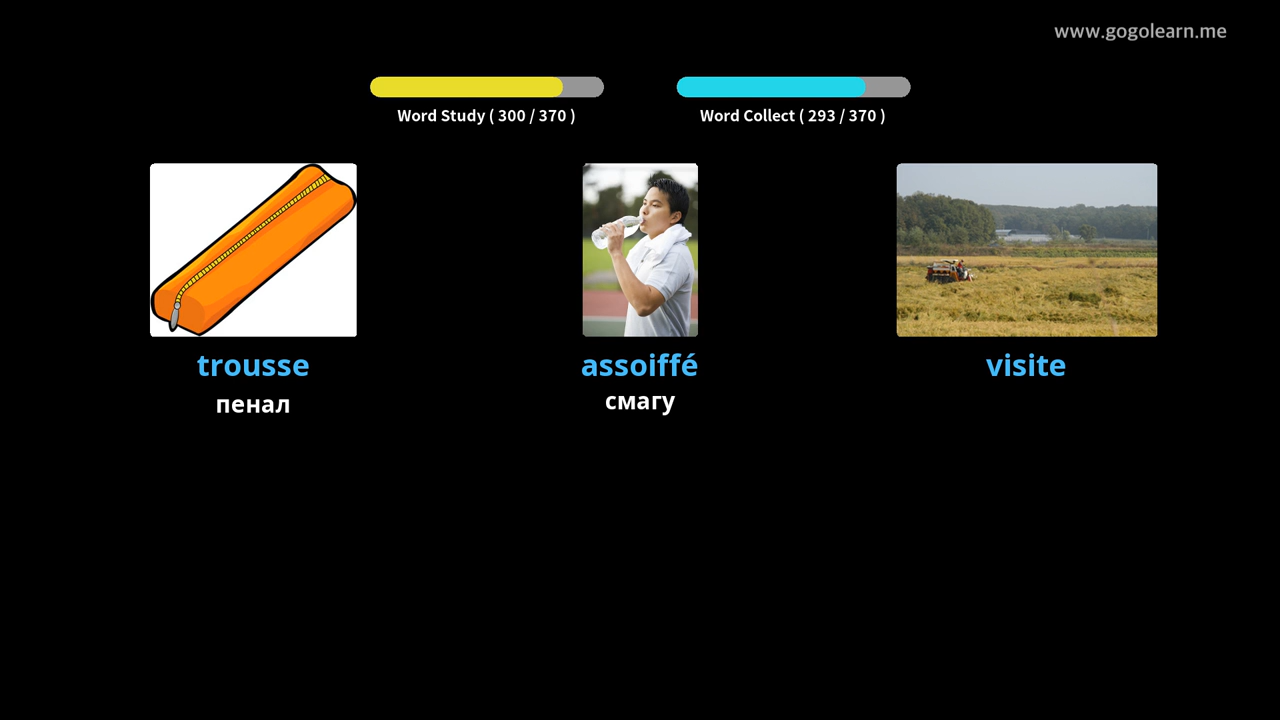 www.gogolearn.me
Word Study ( 300 / 370 )
Word Collect ( 293 / 370 )
trousse
пенал
assoiffé
смагу
visite